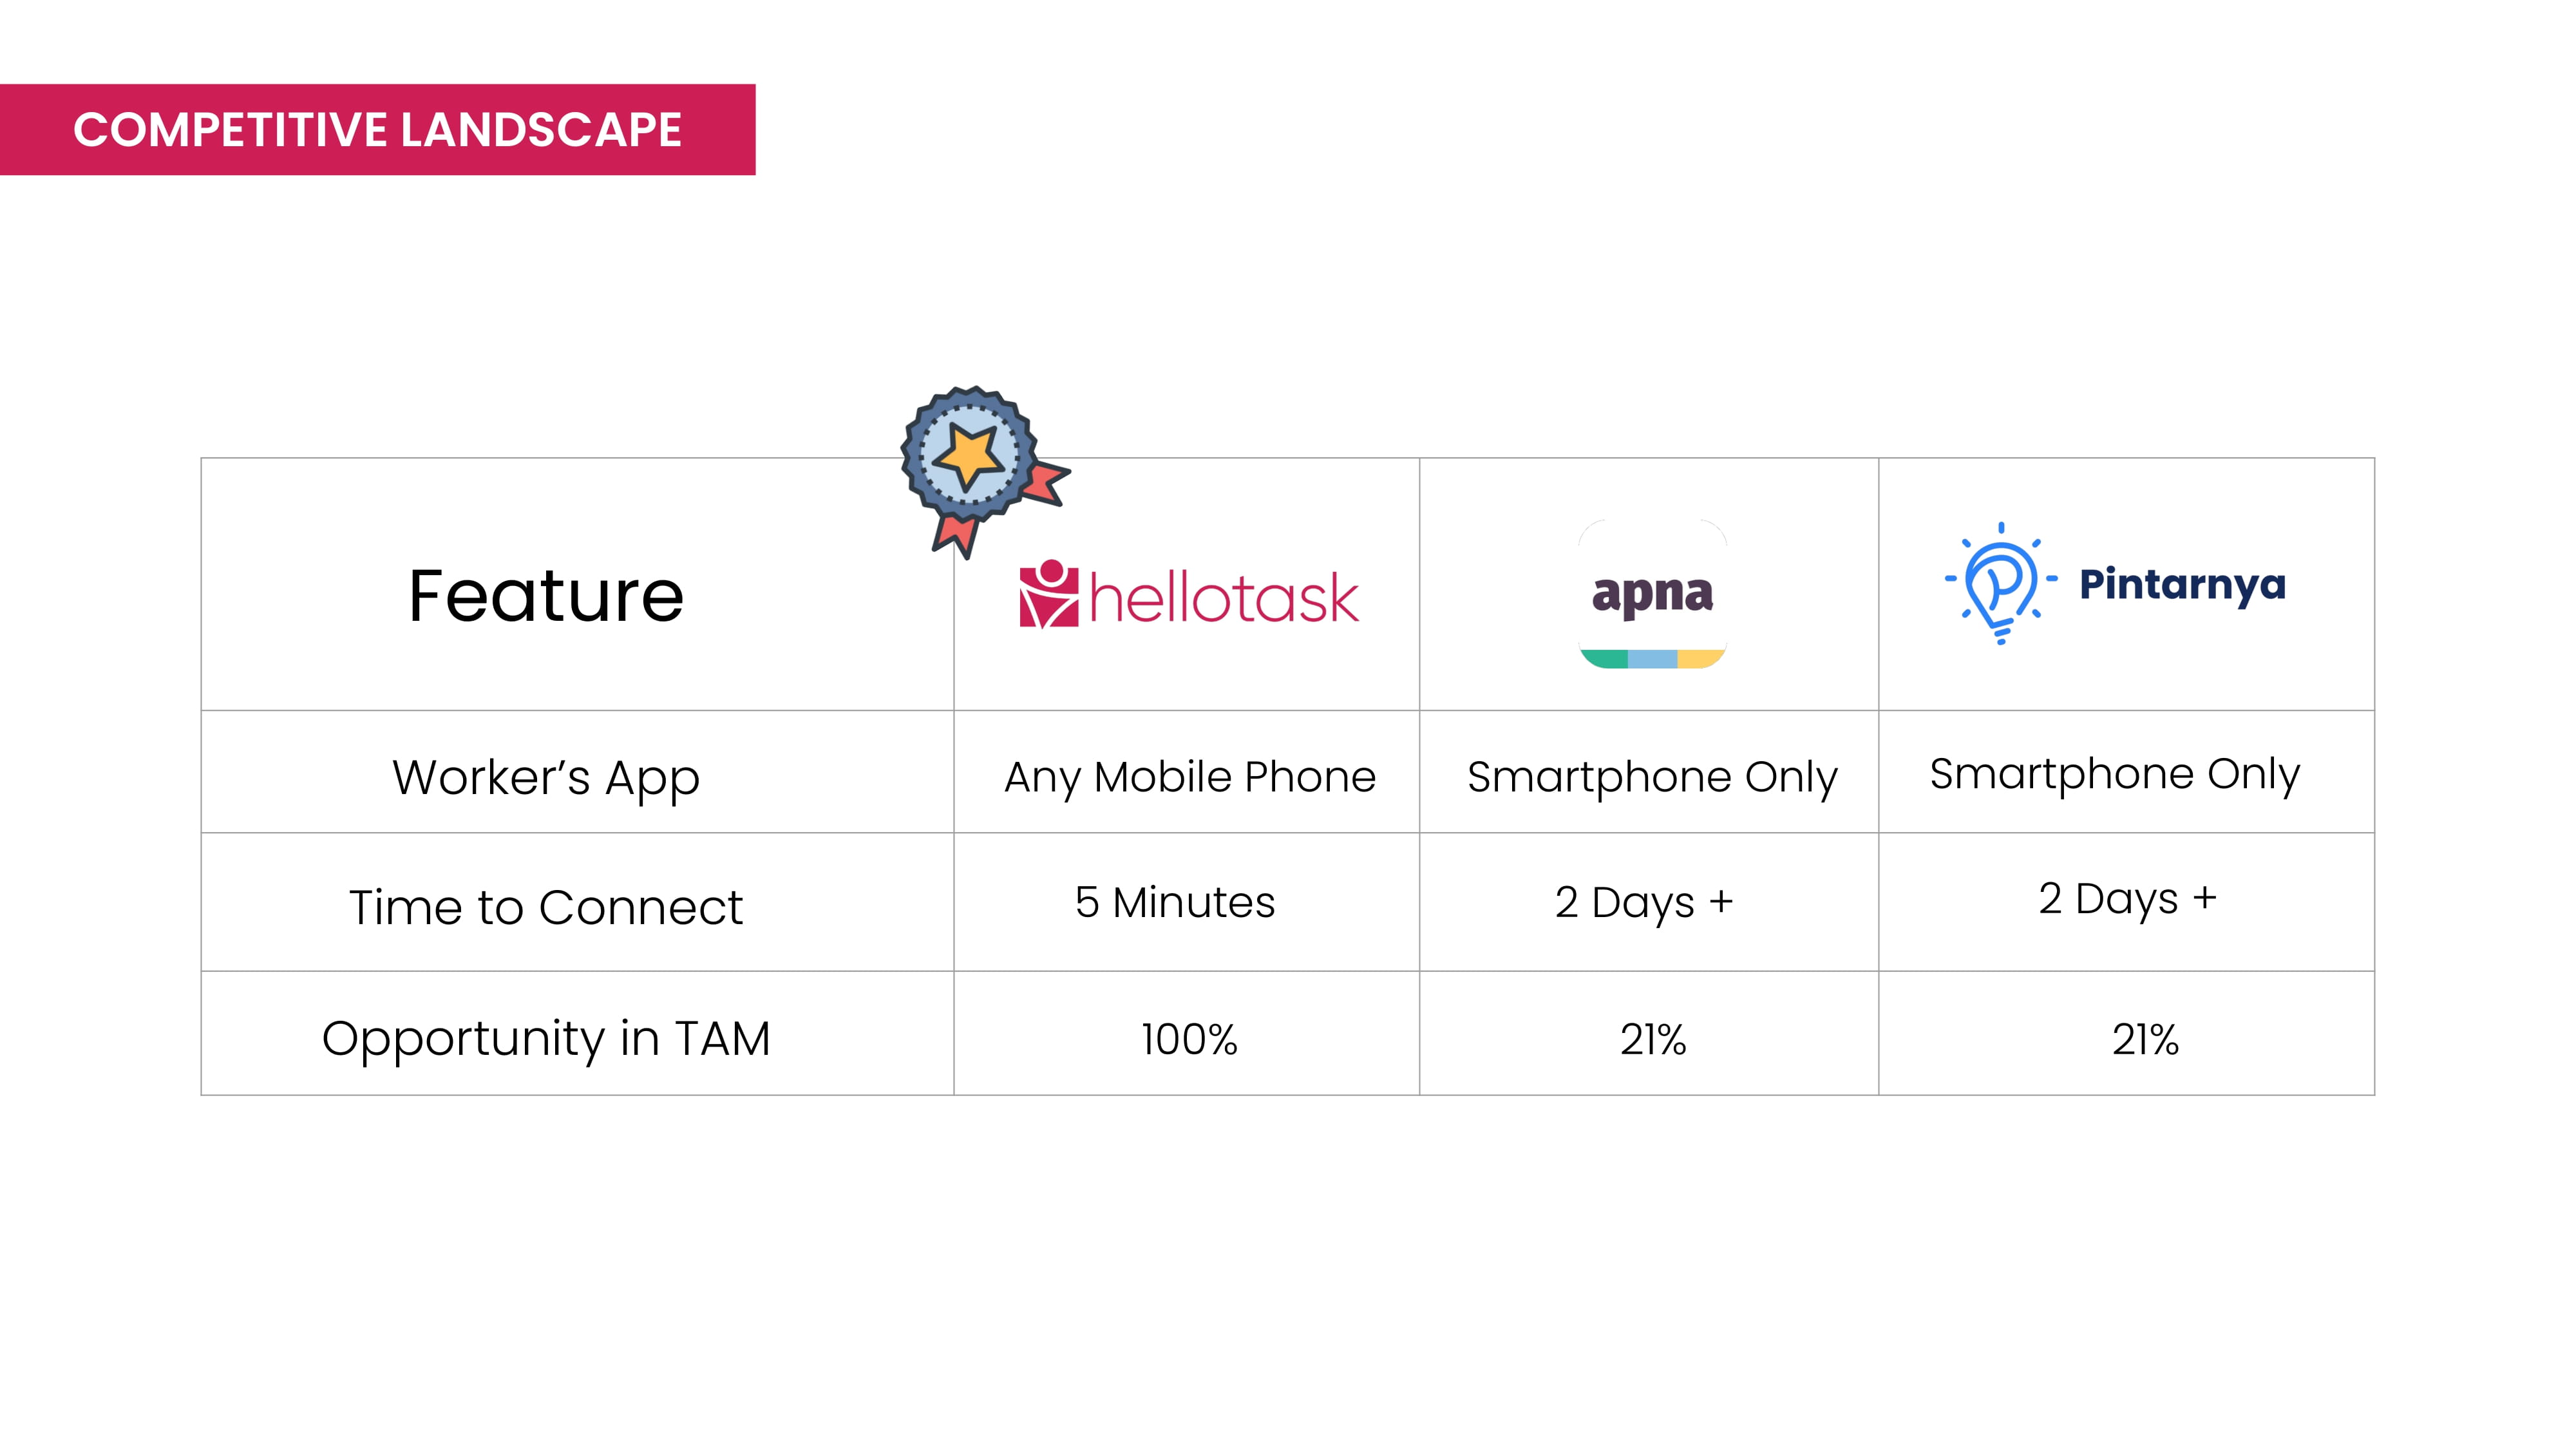 COMPETITIVE LANDSCAPE
Feature
hellotask
apna
Pintarnya
Worker’s App
Any Mobile Phone
Smartphone Only
Smartphone Only
Time to Connect
5 Minutes
2 Days +
2 Days +
Opportunity in TAM
100%
21%
21%